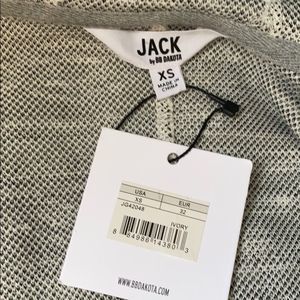 JACK
by BB DAKOTA
XS
MADE IN
CHINA
USA
EUR
XS
32
JG42048
IVORY
8 54986 14380 3
WWW.BBDAKOTA.COM